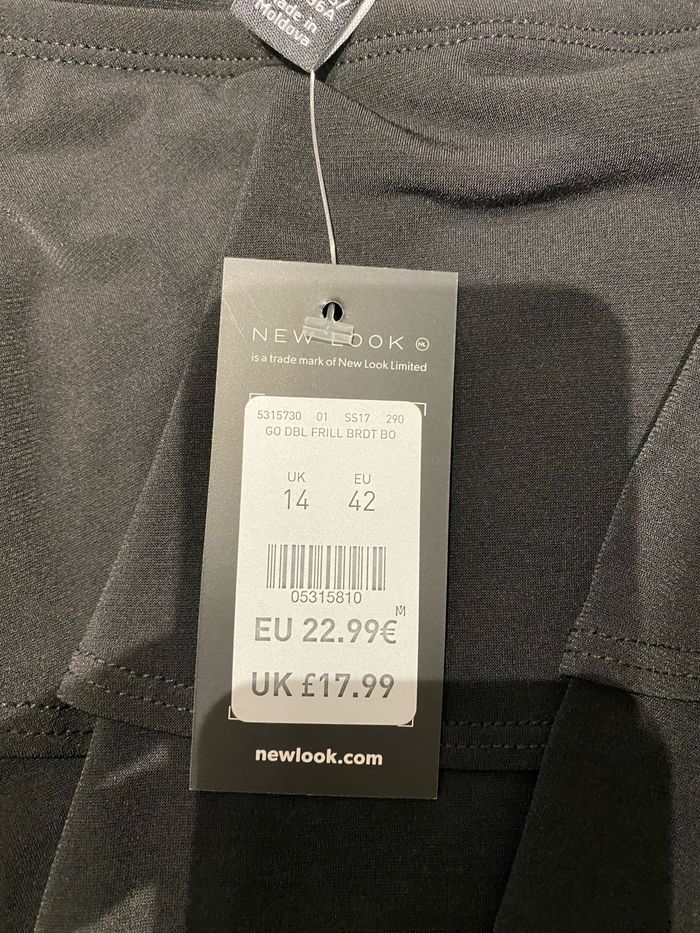 Made in
Moldova
NEW LOOK NL
is a trade mark of New Look Limited
5315730 01 SS17 290
GO DBL FRILL BRDT BO
UK EU
14 42
05315810
M
EU 22.99€
UK £17.99
newlook.com